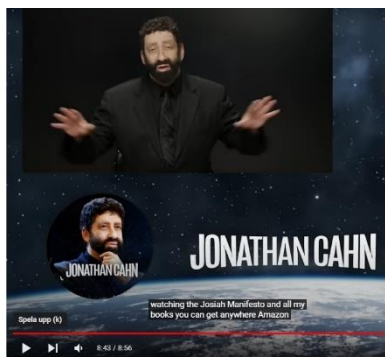 JONATHAN CAHN
JONATHAN CAHN
watching the Josiah Manifesto and all my
books you can get anywhere Amazon
Spela upp (k)
8:43 / 8:56